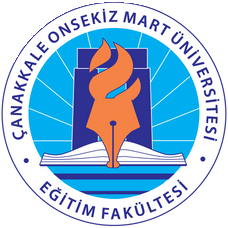 ÇANAKKALE ONSEKİZ MART ÜNİVERSİTESİ
EĞİTİM FAKÜLTESİ